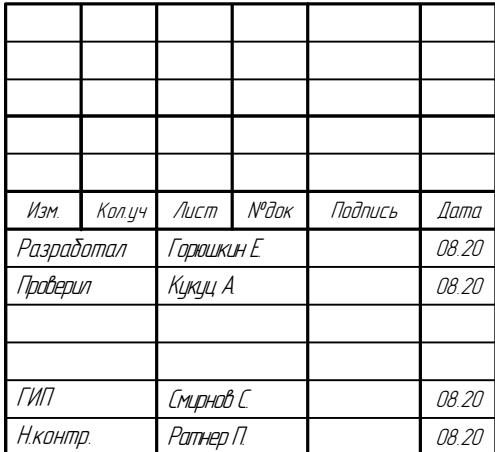 Изм. Кол.уч Лист №док Подпись Дата
Разработал Горюшкин Е. 08.20
Проверил Кукуц А. 08.20
ГИП Смирнов С. 08.20
Н.контр. Ратнер П. 08.20